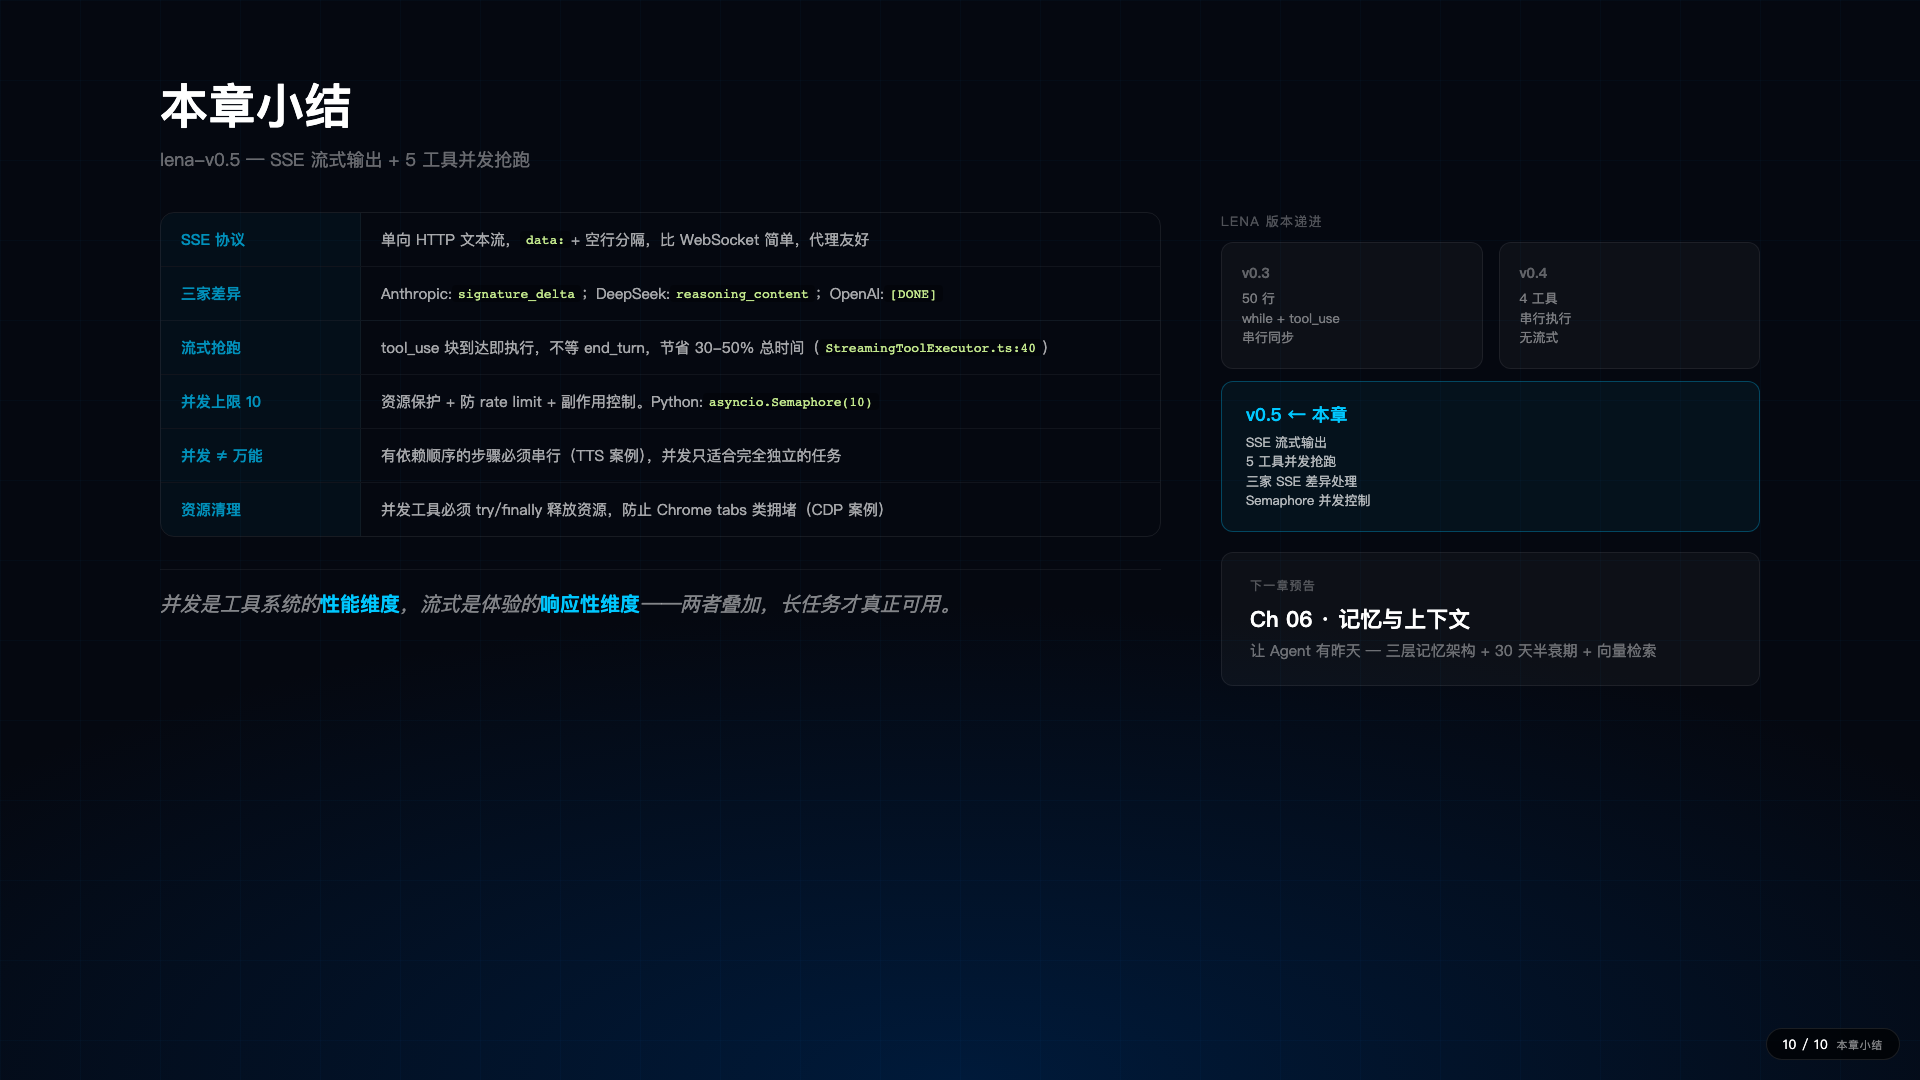 本章小结
lena-v0.5 — SSE 流式输出 + 5 工具并发抢跑
SSE 协议
单向 HTTP 文本流， data: + 空行分隔，比 WebSocket 简单，代理友好
三家差异
Anthropic: signature_delta ； DeepSeek: reasoning_content ； OpenAI: [DONE]
流式抢跑
tool_use 块到达即执行，不等 end_turn，节省 30–50% 总时间（ StreamingToolExecutor.ts:40 ）
并发上限 10
资源保护 + 防 rate limit + 副作用控制。Python: asyncio.Semaphore(10)
并发 ≠ 万能
有依赖顺序的步骤必须串行（TTS 案例），并发只适合完全独立的任务
资源清理
并发工具必须 try/finally 释放资源，防止 Chrome tabs 类拥堵（CDP 案例）
并发是工具系统的性能维度，流式是体验的响应性维度——两者叠加，长任务才真正可用。
LENA 版本递进
v0.3
50 行
while + tool_use
串行同步
v0.4
4 工具
串行执行
无流式
v0.5 ← 本章
SSE 流式输出
5 工具并发抢跑
三家 SSE 差异处理
Semaphore 并发控制
下一章预告
Ch 06 · 记忆与上下文
让 Agent 有昨天 — 三层记忆架构 + 30 天半衰期 + 向量检索
10 / 10 本章小结